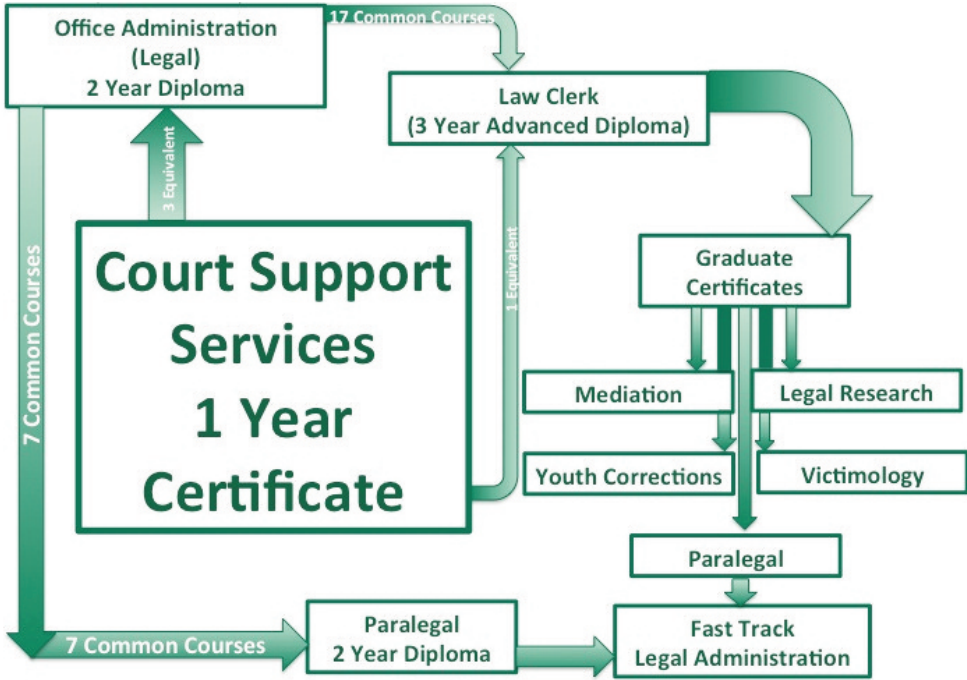 Office Administration
(Legal)
2 Year Diploma
17 Common Courses
Law Clerk
(3 Year Advanced Diploma)
3 Equivalent
1 Equivalent
Court Support
Services
1 Year
Certificate
7 Common Courses
Graduate
Certificates
Mediation
Legal Research
Youth Corrections
Victimology
Paralegal
7 Common Courses
Paralegal
2 Year Diploma
Fast Track
Legal Administration